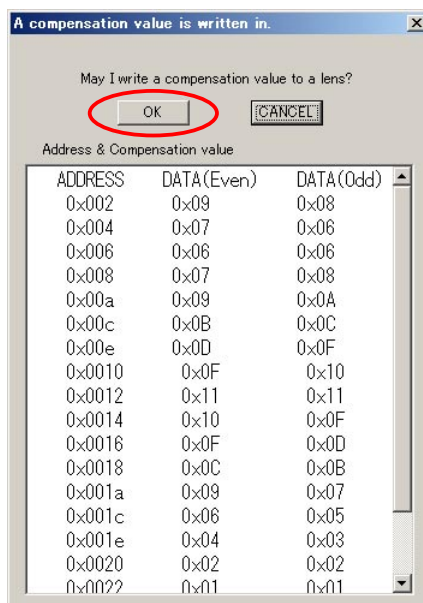 A compensation value is written in.
May I write a compensation value to a lens?
OK CANCEL
Address & Compensation value
ADDRESS DATA(Even) DATA(Odd)
0x002 0x09 0x08
0x004 0x07 0x06
0x006 0x06 0x06
0x008 0x07 0x08
0x00a 0x09 0x0A
0x00c 0x0B 0x0C
0x00e 0x0D 0x0F
0x0010 0x0F 0x10
0x0012 0x11 0x11
0x0014 0x10 0x0F
0x0016 0x0F 0x0D
0x0018 0x0C 0x0B
0x001a 0x09 0x07
0x001c 0x06 0x05
0x001e 0x04 0x03
0x0020 0x02 0x02
0x0022 0x01 0x01